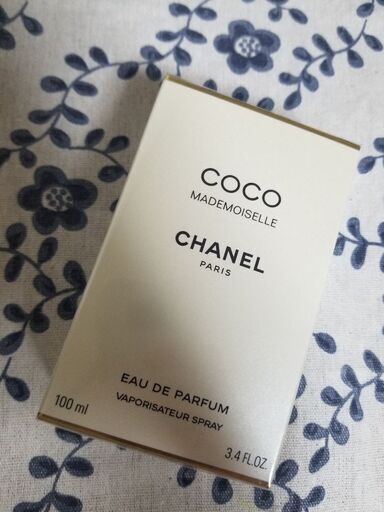 COCO
MADEMOISELLE
CHANEL
PARIS
EAU DE PARFUM
VAPORISATEUR SPRAY
100 ml
3.4 FL.OZ.